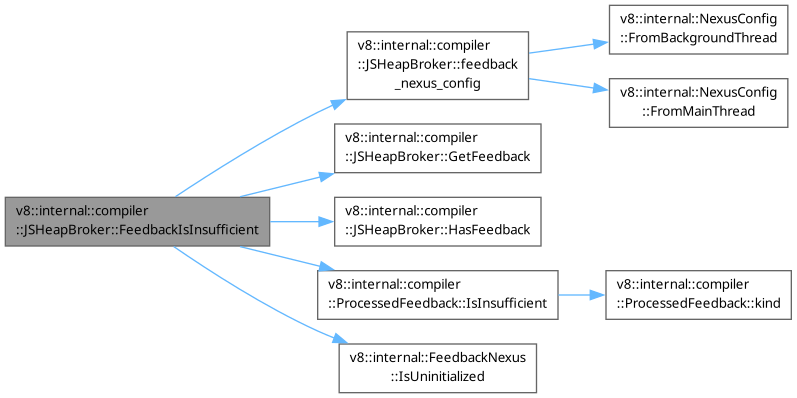 v8::internal::compiler
::JSHeapBroker::FeedbackIsInsufficient
v8::internal::compiler
::JSHeapBroker::feedback
_nexus_config
v8::internal::NexusConfig
::FromBackgroundThread
v8::internal::NexusConfig
::FromMainThread
v8::internal::compiler
::JSHeapBroker::GetFeedback
v8::internal::compiler
::JSHeapBroker::HasFeedback
v8::internal::compiler
::ProcessedFeedback::IsInsufficient
v8::internal::compiler
::ProcessedFeedback::kind
v8::internal::FeedbackNexus
::IsUninitialized